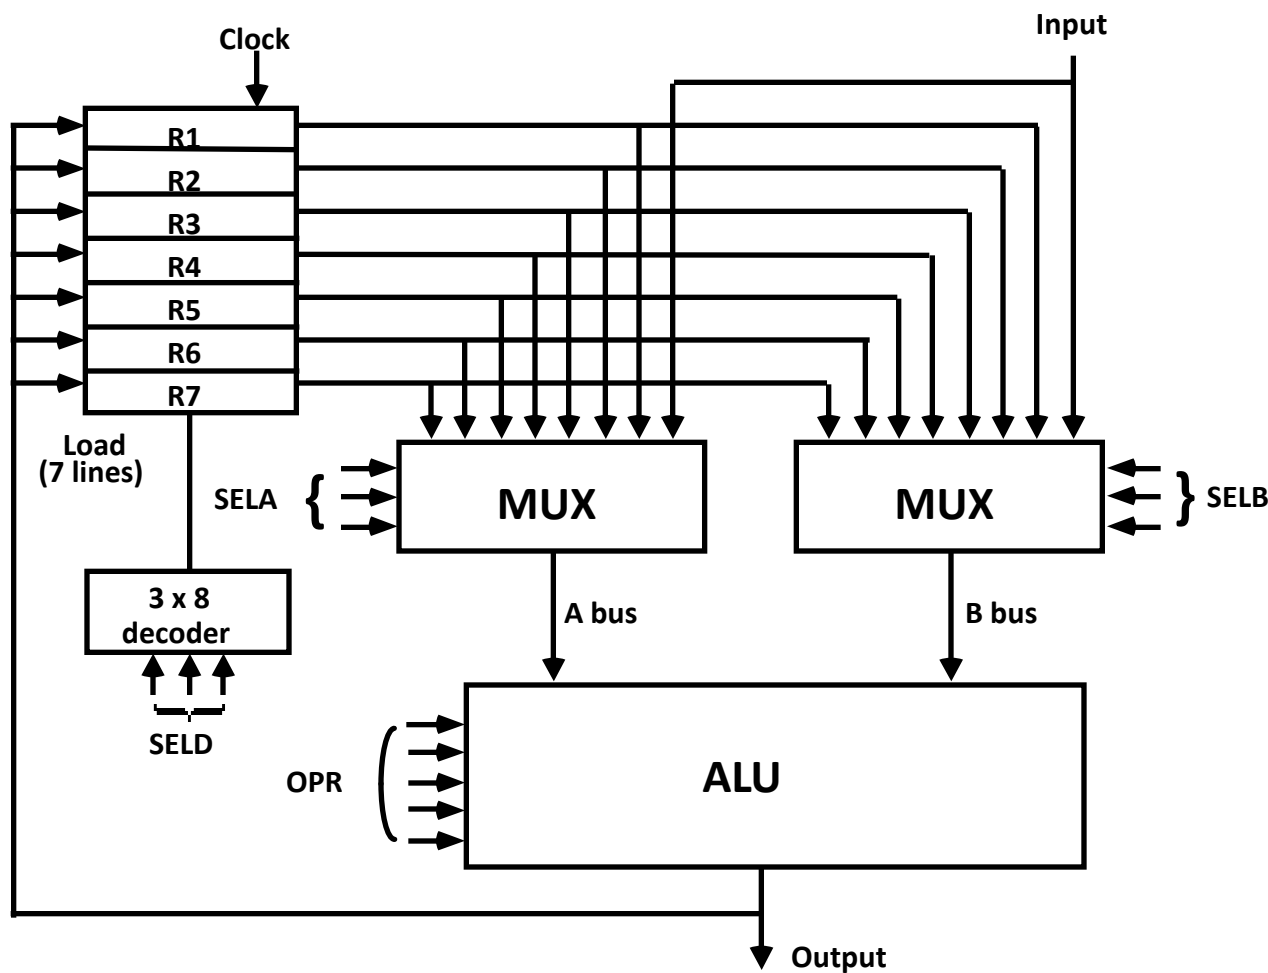 Input
Clock
R1
R2
R3
R4
R5
R6
R7
Load
(7 lines)
SELA {
MUX
MUX
} SELB
3 x 8
decoder
A bus
B bus
SELD
OPR
ALU
Output